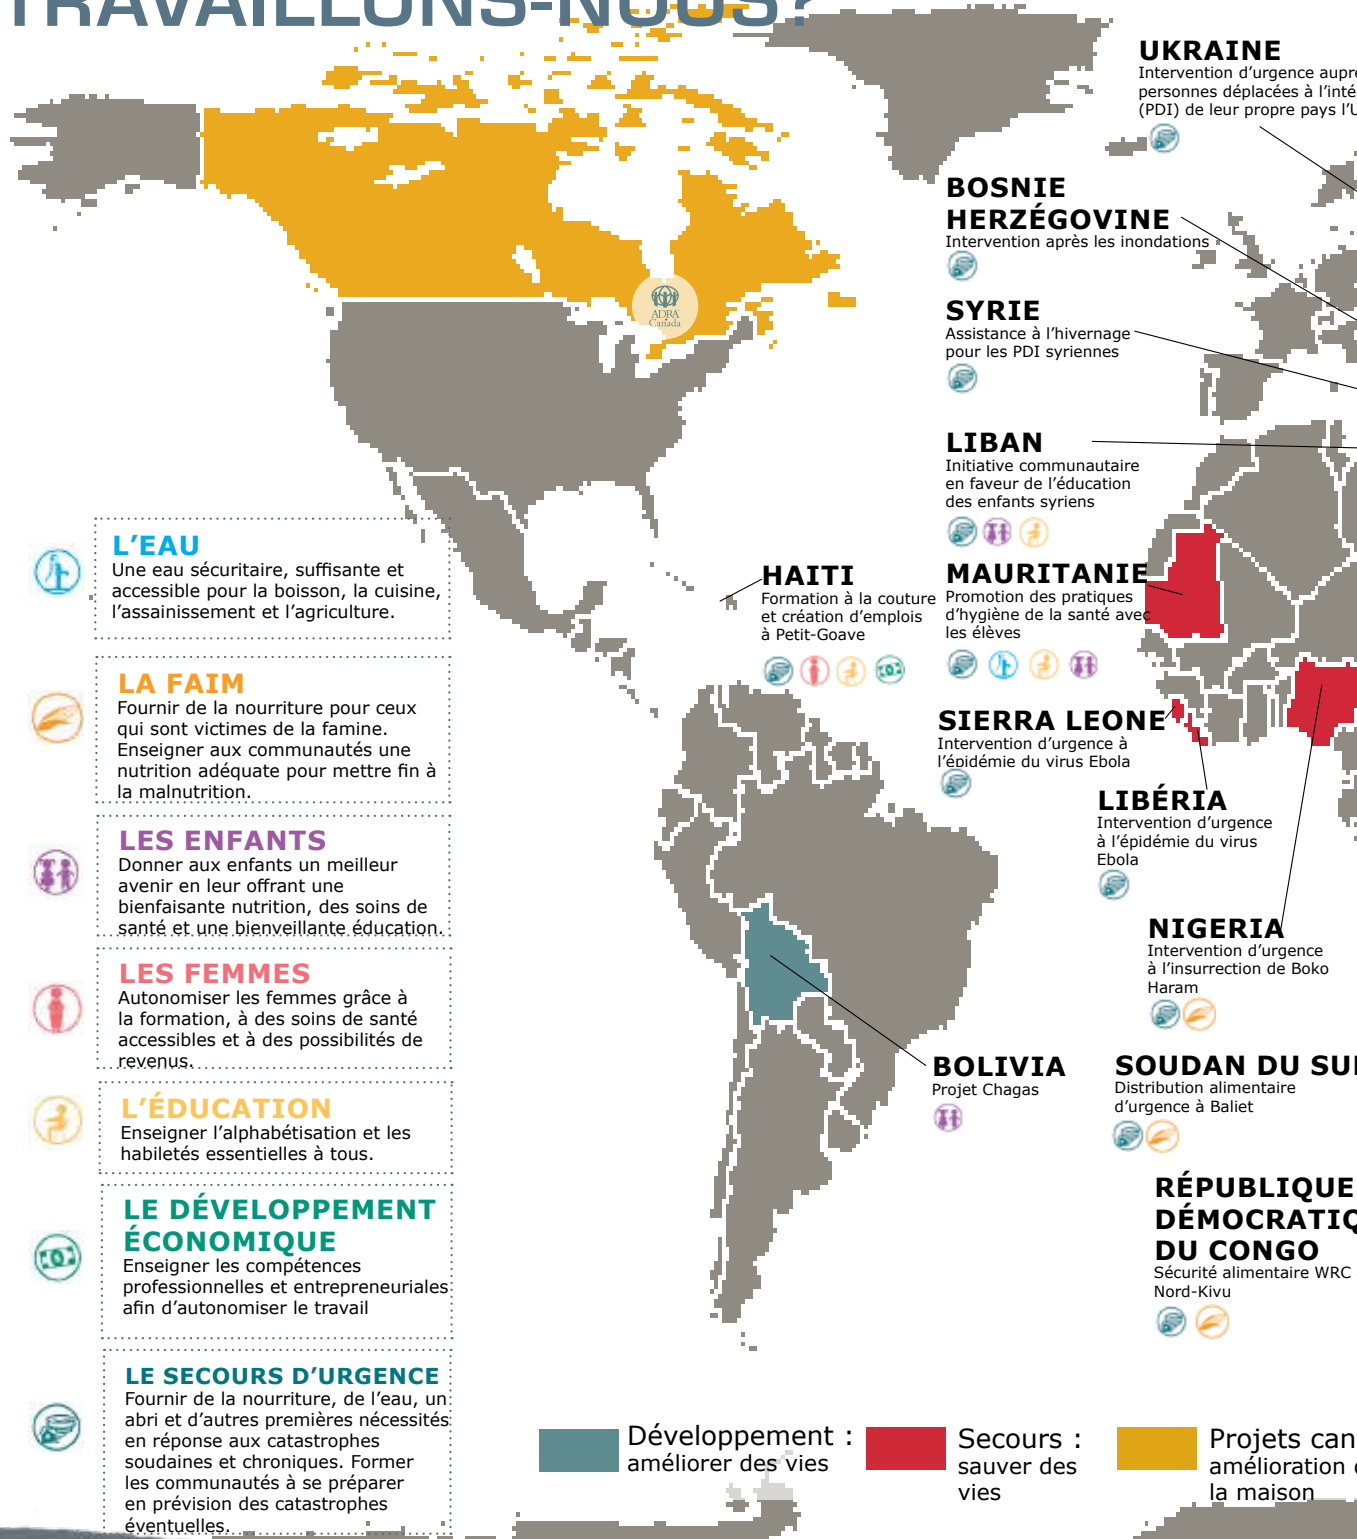 TRAVAILLONS-NOUS?
UKRAINE
Intervention d’urgence
personnes déplacées à
(PDI) de leur propre pays
BOSNIE
HERZÉGOVINE
Intervention après les inondations
SYRIE
Assistance à l’hivernage
pour les PDI syriennes
LIBAN
Initiative communautaire
en faveur de l’éducation
des enfants syriens
MAURITANIE
Promotion des pratiques
d’hygiène de la santé avec
les élèves
HAITI
Formation à la couture
et création d’emplois
à Petit-Goave
SIERRA LEONE
Intervention d’urgence à
l’épidémie du virus Ebola
LIBÉRIA
Intervention d’urgence
à l’épidémie du virus
Ebola
NIGERIA
Intervention d’urgence
à l’insurrection de Boko
Haram
BOLIVIA
Projet Chagas
SOUDAN DU
Distribution alimentaire
d’urgence à Baliet
RÉPUBLIQUE
DU CONGO
Sécurité alimentaire WRC
Nord-Kivu
ADRA
Canada
L’EAU
Une eau sécuritaire, suffisante et
accessible pour la boisson, la cuisine,
l’assainissement et l’agriculture.
LA FAIM
Fournir de la nourriture pour ceux
qui sont victimes de la famine.
Enseigner aux communautés une
nutrition adéquate pour mettre fin à
la malnutrition.
LES ENFANTS
Donner aux enfants un meilleur
avenir en leur offrant une
bienfaisante nutrition, des soins de
santé et une bienveillante éducation.
LES FEMMES
Autonomiser les femmes grâce à
la formation, à des soins de santé
accessibles et à des possibilités de
revenus.
L’ÉDUCATION
Enseigner l’alphabétisation et les
habiletés essentielles à tous.
LE DÉVELOPPEMENT
ÉCONOMIQUE
Enseigner les compétences
professionnelles et entrepreneuriales
afin d’autonomiser le travail
LE SECOURS D’URGENCE
Fournir de la nourriture, de l’eau, un
abri et d’autres premières nécessités
en réponse aux catastrophes
soudaines et chroniques. Former
les communautés à se préparer
en prévision des catastrophes
éventuelles.
Développement :
améliorer des vies
Secours :
sauver des
vies
Projets
amélioration
la maison